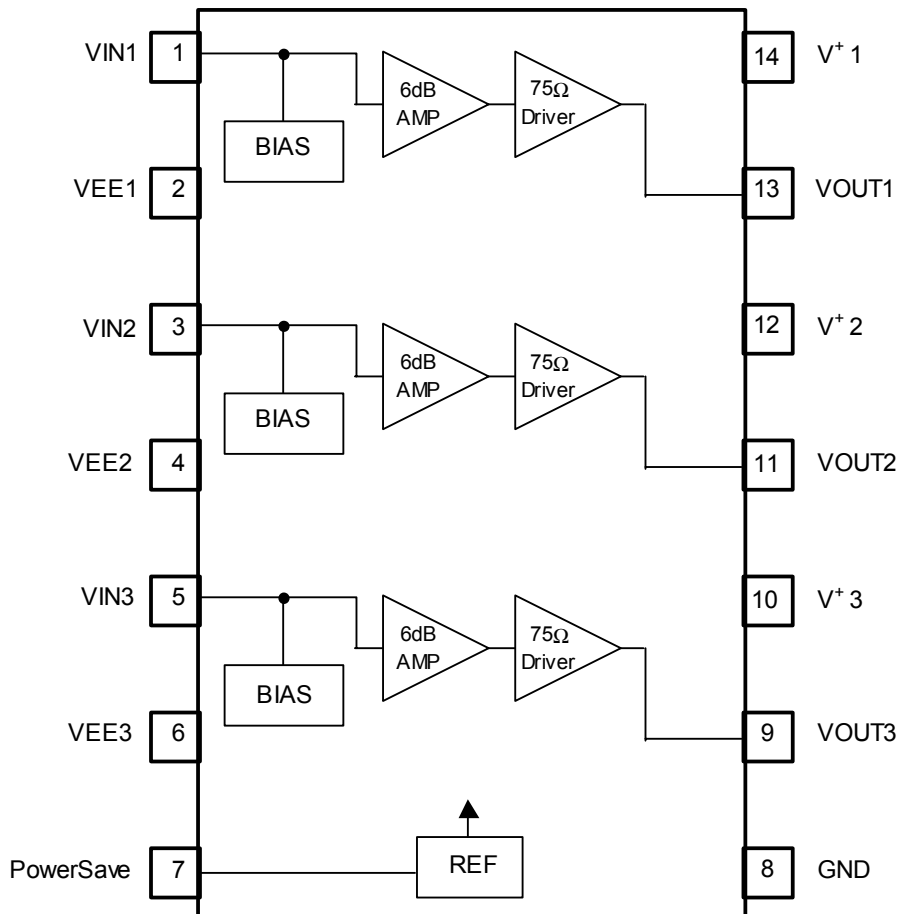 VIN1 1 14 V+ 1
6dB AMP
75Ω Driver
BIAS
VEE1 2 13 VOUT1
VIN2 3 12 V+ 2
6dB AMP
75Ω Driver
BIAS
VEE2 4 11 VOUT2
VIN3 5 10 V+ 3
6dB AMP
75Ω Driver
BIAS
VEE3 6 9 VOUT3
PowerSave 7 REF 8 GND